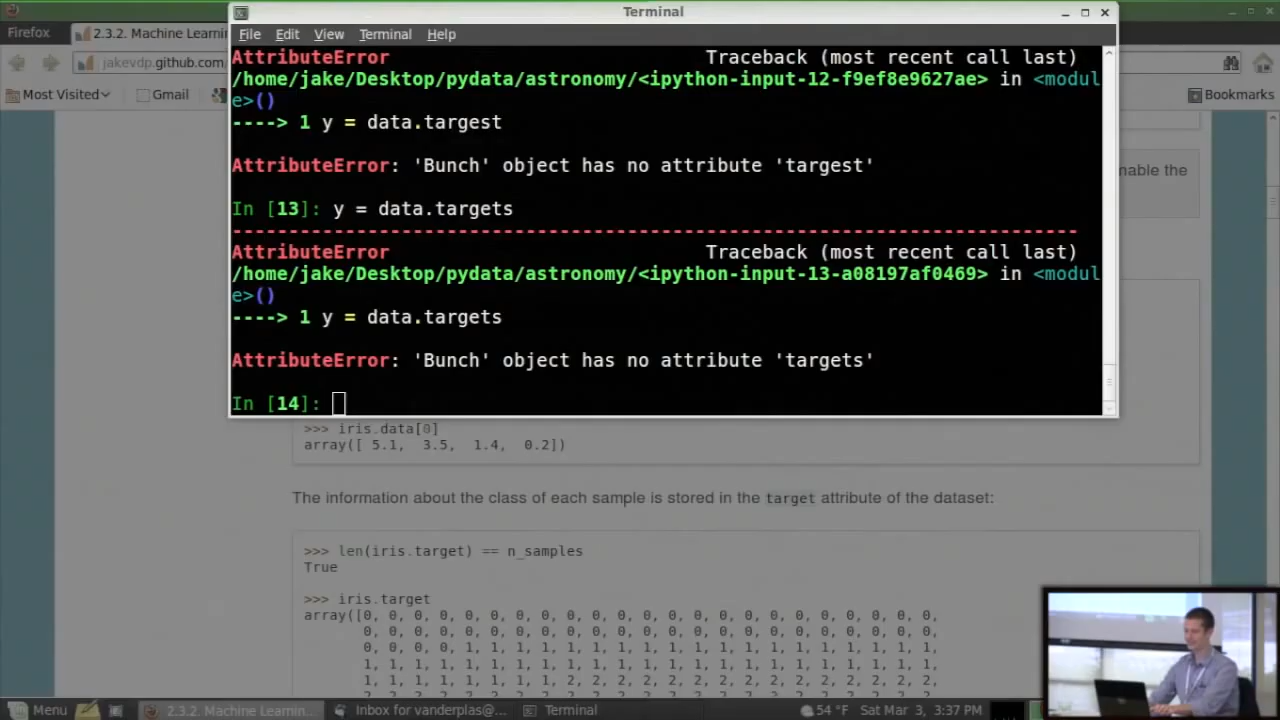 Terminal
Firefox
2.3.2. Machine Learni
File Edit View Terminal Help
jakevdp.github.com
Most Visited
Gmail
Bookmarks
AttributeError Traceback (most recent call last)
/home/jake/Desktop/pydata/astronomy/<ipython-input-12-f9ef8e9627ae> in <modul
e>()
----> 1 y = data.targest
AttributeError: 'Bunch' object has no attribute 'targest'
mable the
In [13]: y = data.targets
AttributeError Traceback (most recent call last)
/home/jake/Desktop/pydata/astronomy/<ipython-input-13-a08197af0469> in <modul
e>()
----> 1 y = data.targets
AttributeError: 'Bunch' object has no attribute 'targets'
In [14]:
>>> iris.data[0]
array([ 5.1, 3.5, 1.4, 0.2])
The information about the class of each sample is stored in the target attribute of the dataset:
>>> len(iris.target) == n_samples
True
>>> iris.target
array([0, 0, 0, 0, 0, 0, 0, 0, 0, 0, 0, 0, 0, 0, 0, 0, 0, 0, 0, 0, 0, 0, 0,
0, 0, 0, 0, 0, 0, 0, 0, 0, 0, 0, 0, 0, 0, 0, 0, 0, 0, 0, 0, 0, 0, 0,
0, 0, 0, 0, 1, 1, 1, 1, 1, 1, 1, 1, 1, 1, 1, 1, 1, 1, 1, 1, 1, 1, 1,
1, 1, 1, 1, 1, 1, 1, 1, 1, 1, 1, 1, 1, 1, 1, 1, 1, 1, 1, 1, 1, 1, 1,
1, 1, 1, 1, 1, 1, 1, 1, 2, 2, 2, 2, 2, 2, 2, 2, 2, 2, 2, 2, 2, 2, 2,
Menu
2.3.2. Machine Learnin...
Inbox for vanderplas@...
Terminal
54 °F Sat Mar 3, 3:37 PM